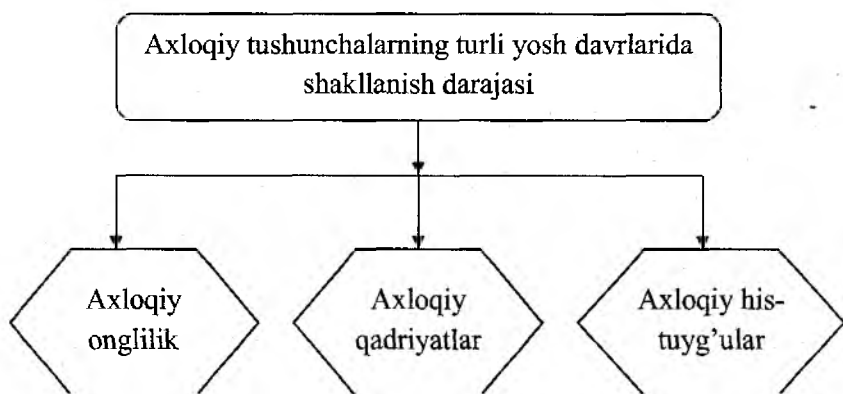 Axloqiy tushunchalarning turli yosh davrlarida
shakllanish darajasi
Axloqiy
onglilik
Axloqiy
qadriyatlar
Axloqiy his-
tuyg'ular